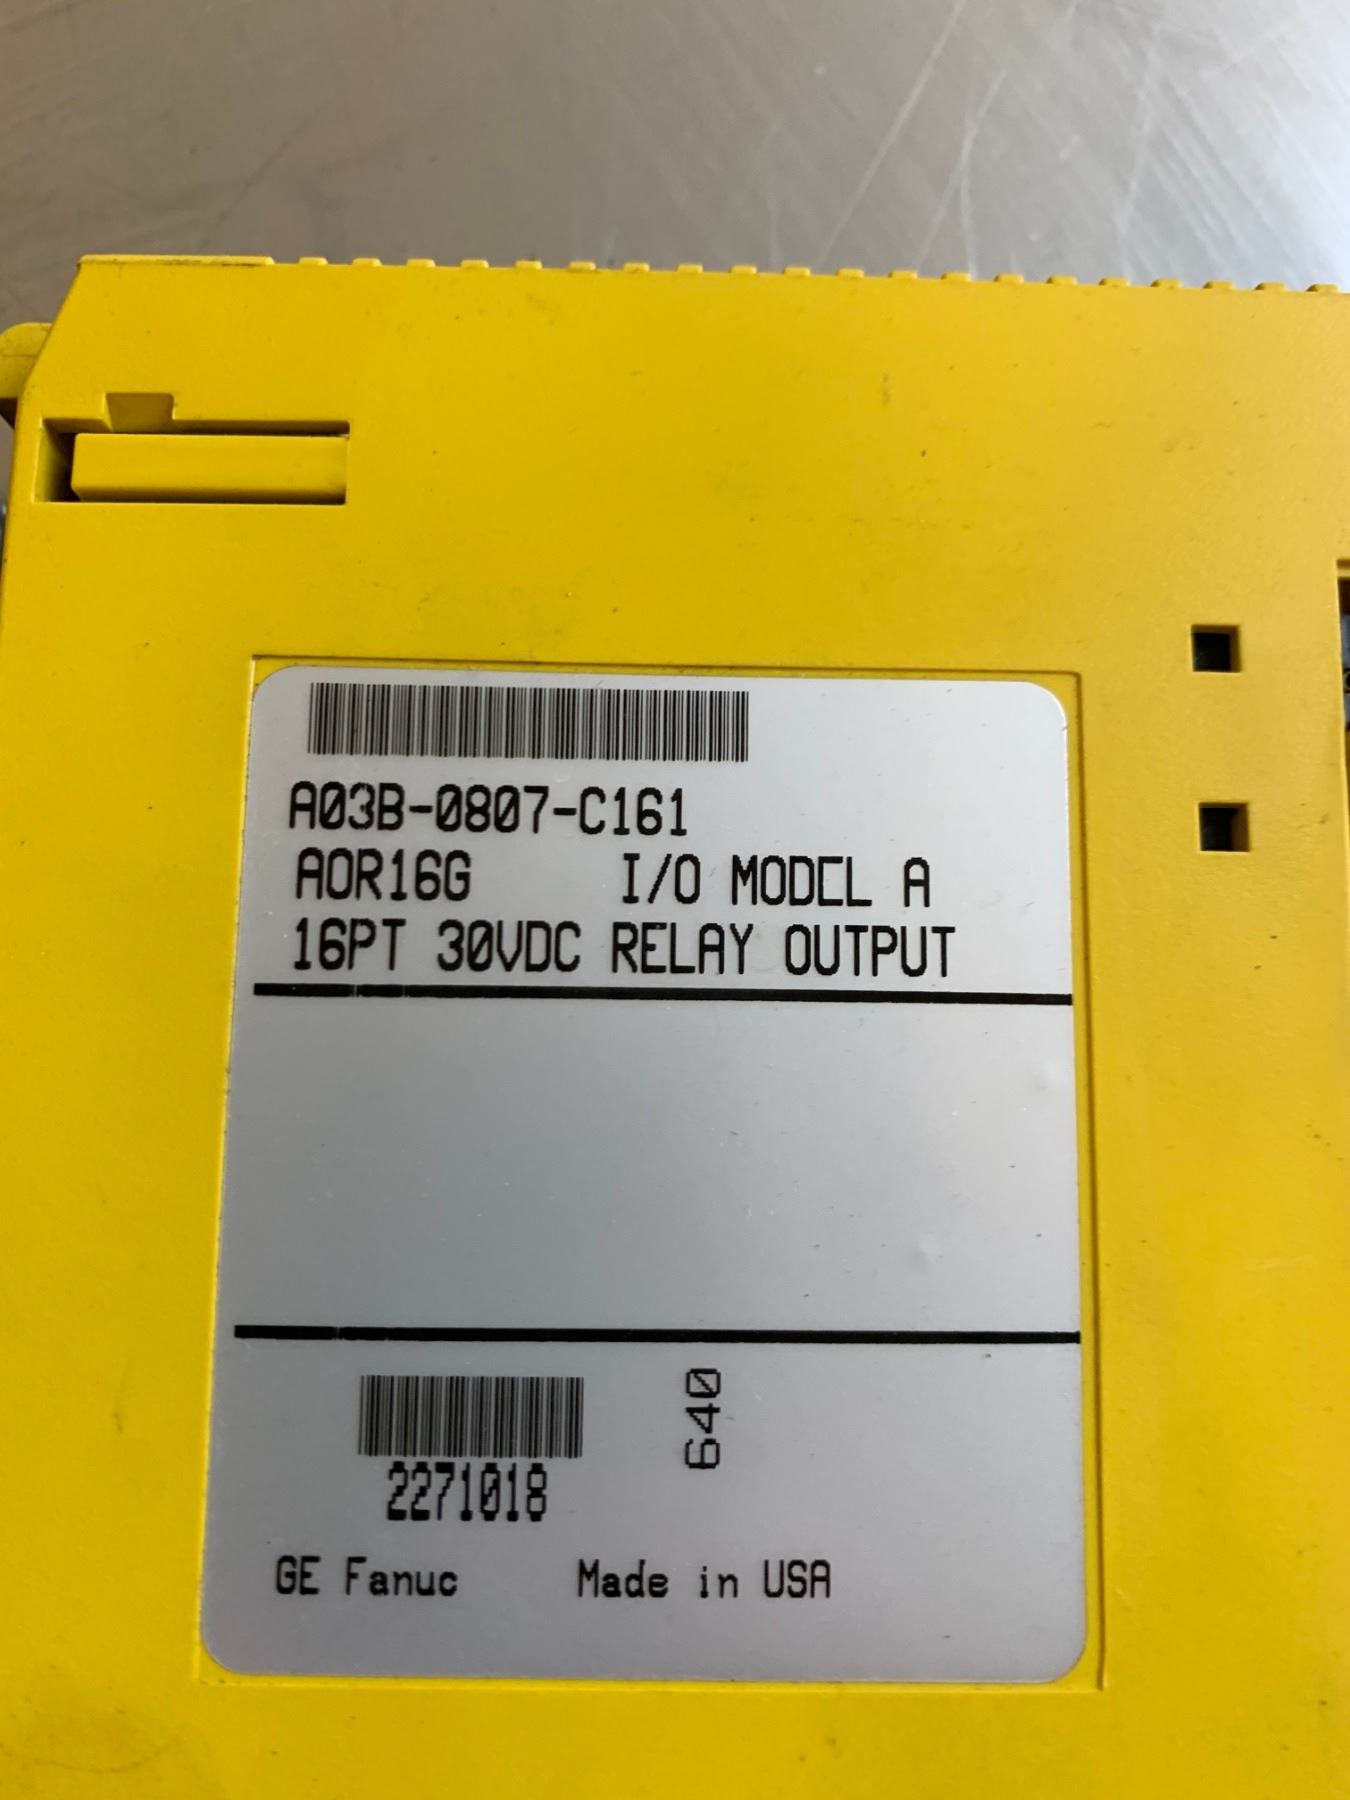 A03B-0807-C161
AOR16G I/O MODEL A
16PT 30VDC RELAY OUTPUT
640
2271018
GE Fanuc Made in USA